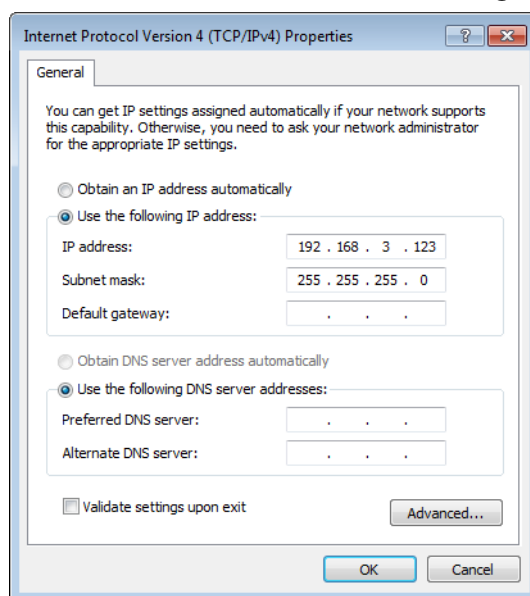 Internet Protocol Version 4 (TCP/IPv4) Properties
General
You can get IP settings assigned automatically if your network supports
this capability. Otherwise, you need to ask your network administrator
for the appropriate IP settings.
Obtain an IP address automatically
Use the following IP address:
IP address: 192 . 168 . 3 . 123
Subnet mask: 255 . 255 . 255 . 0
Default gateway: . . .
Obtain DNS server address automatically
Use the following DNS server addresses:
Preferred DNS server: . . .
Alternate DNS server: . . .
Validate settings upon exit
Advanced...
OK Cancel